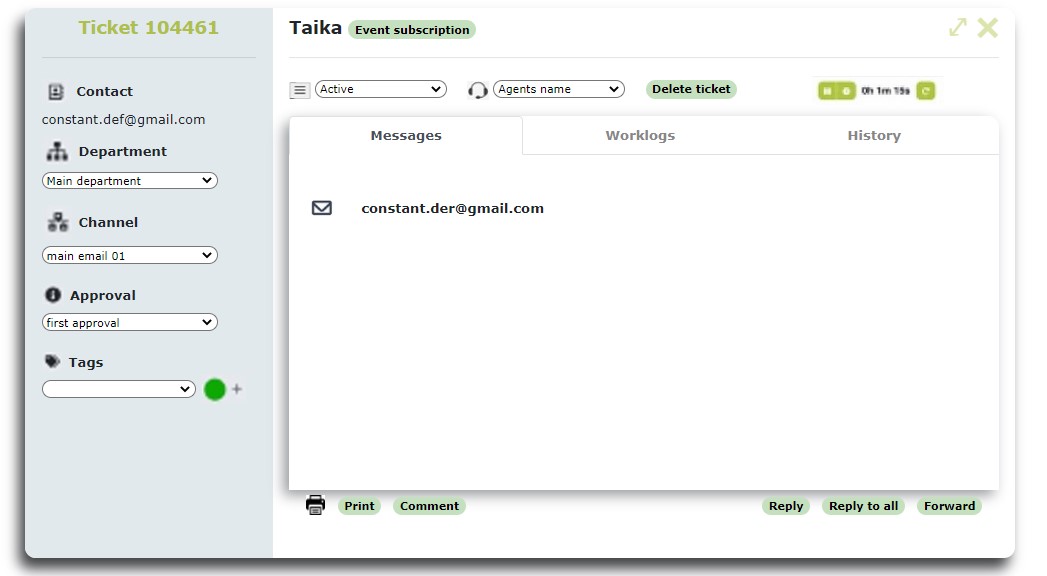 Ticket 104461
Contact
constant.def@gmail.com
Department
Main department
Channel
main email 01
Approval
first approval
Tags
+
Taika Event subscription
Active Agents name Delete ticket 0h 1m 15s
Messages Worklogs History
constant.der@gmail.com
Print Comment Reply Reply to all Forward